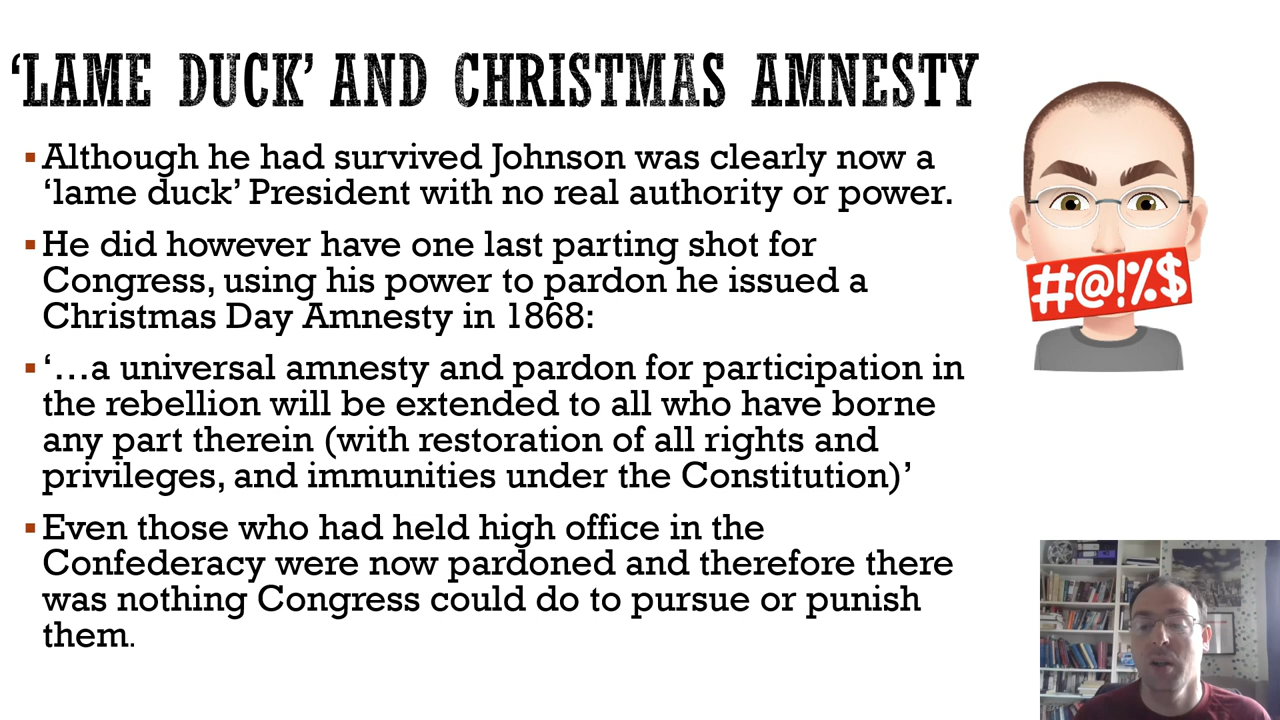 ‘LAME DUCK’ AND CHRISTMAS AMNESTY
▪Although he had survived Johnson was clearly now a
‘lame duck’ President with no real authority or power.
▪He did however have one last parting shot for
Congress, using his power to pardon he issued a
Christmas Day Amnesty in 1868:
▪‘…a universal amnesty and pardon for participation in
the rebellion will be extended to all who have borne
any part therein (with restoration of all rights and
privileges, and immunities under the Constitution)’
▪Even those who had held high office in the
Confederacy were now pardoned and therefore there
was nothing Congress could do to pursue or punish
them.
#@!%$